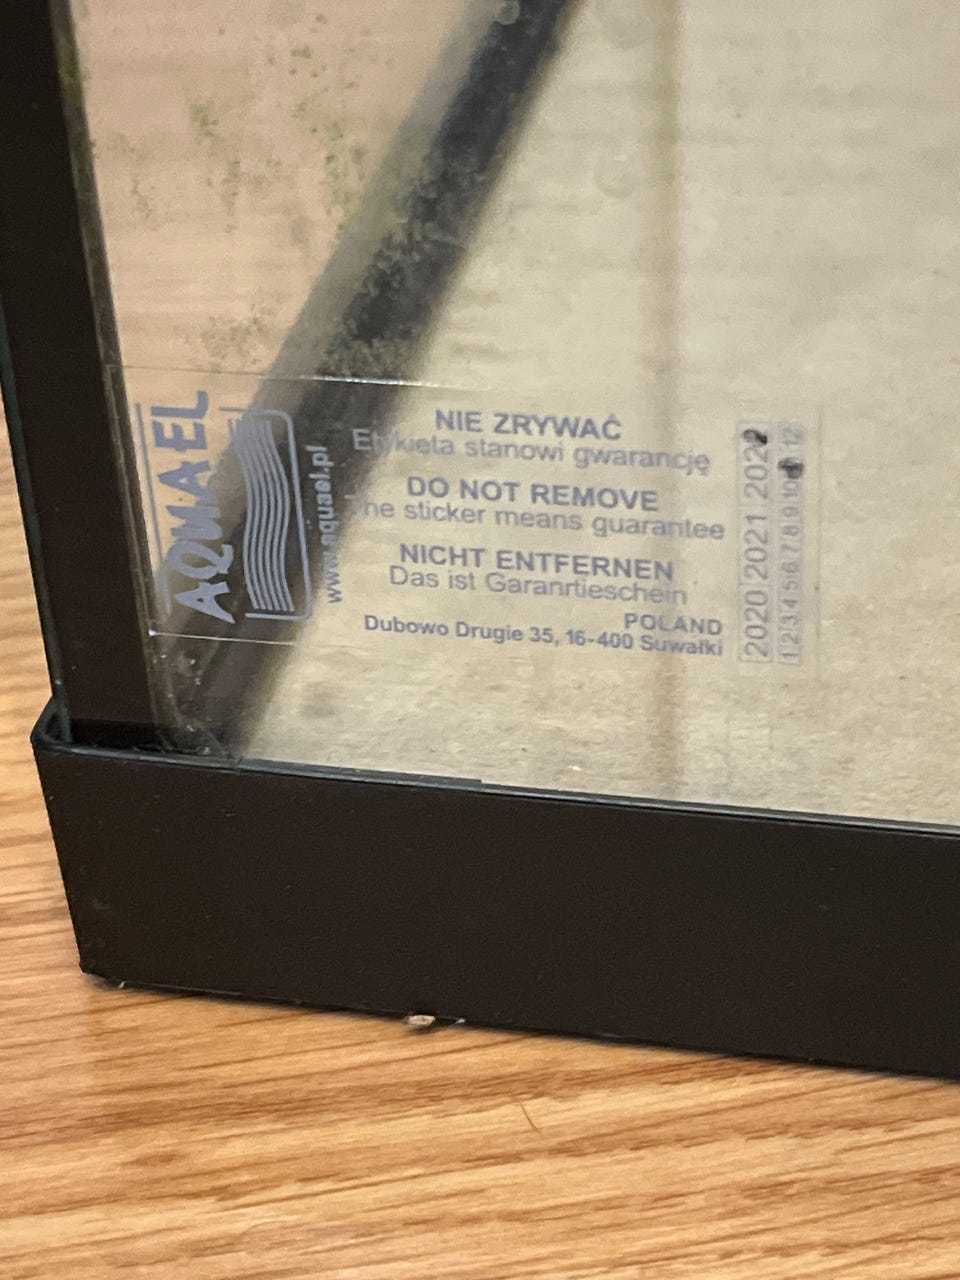 AQUAEL
www.aquael.pl
NIE ZRYWAĆ
Etykieta stanowi gwarancję
DO NOT REMOVE
The sticker means guarantee
NICHT ENTFERNEN
Das ist Garanrtieschein
POLAND
Dubowo Drugie 35, 16-400 Suwałki
2020 2021 2022
1 2 3 4 5 6 7 8 9 10 12